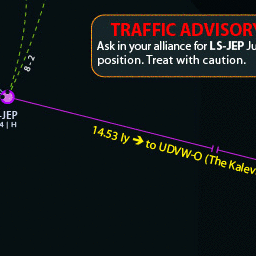 TRAFFIC ADVISORY
Ask in your alliance for LS-JEP Ju
position. Treat with caution.
8 - 2
-JEP
4 | H
14.53 ly ➔ to UDVW-O (The Kalev